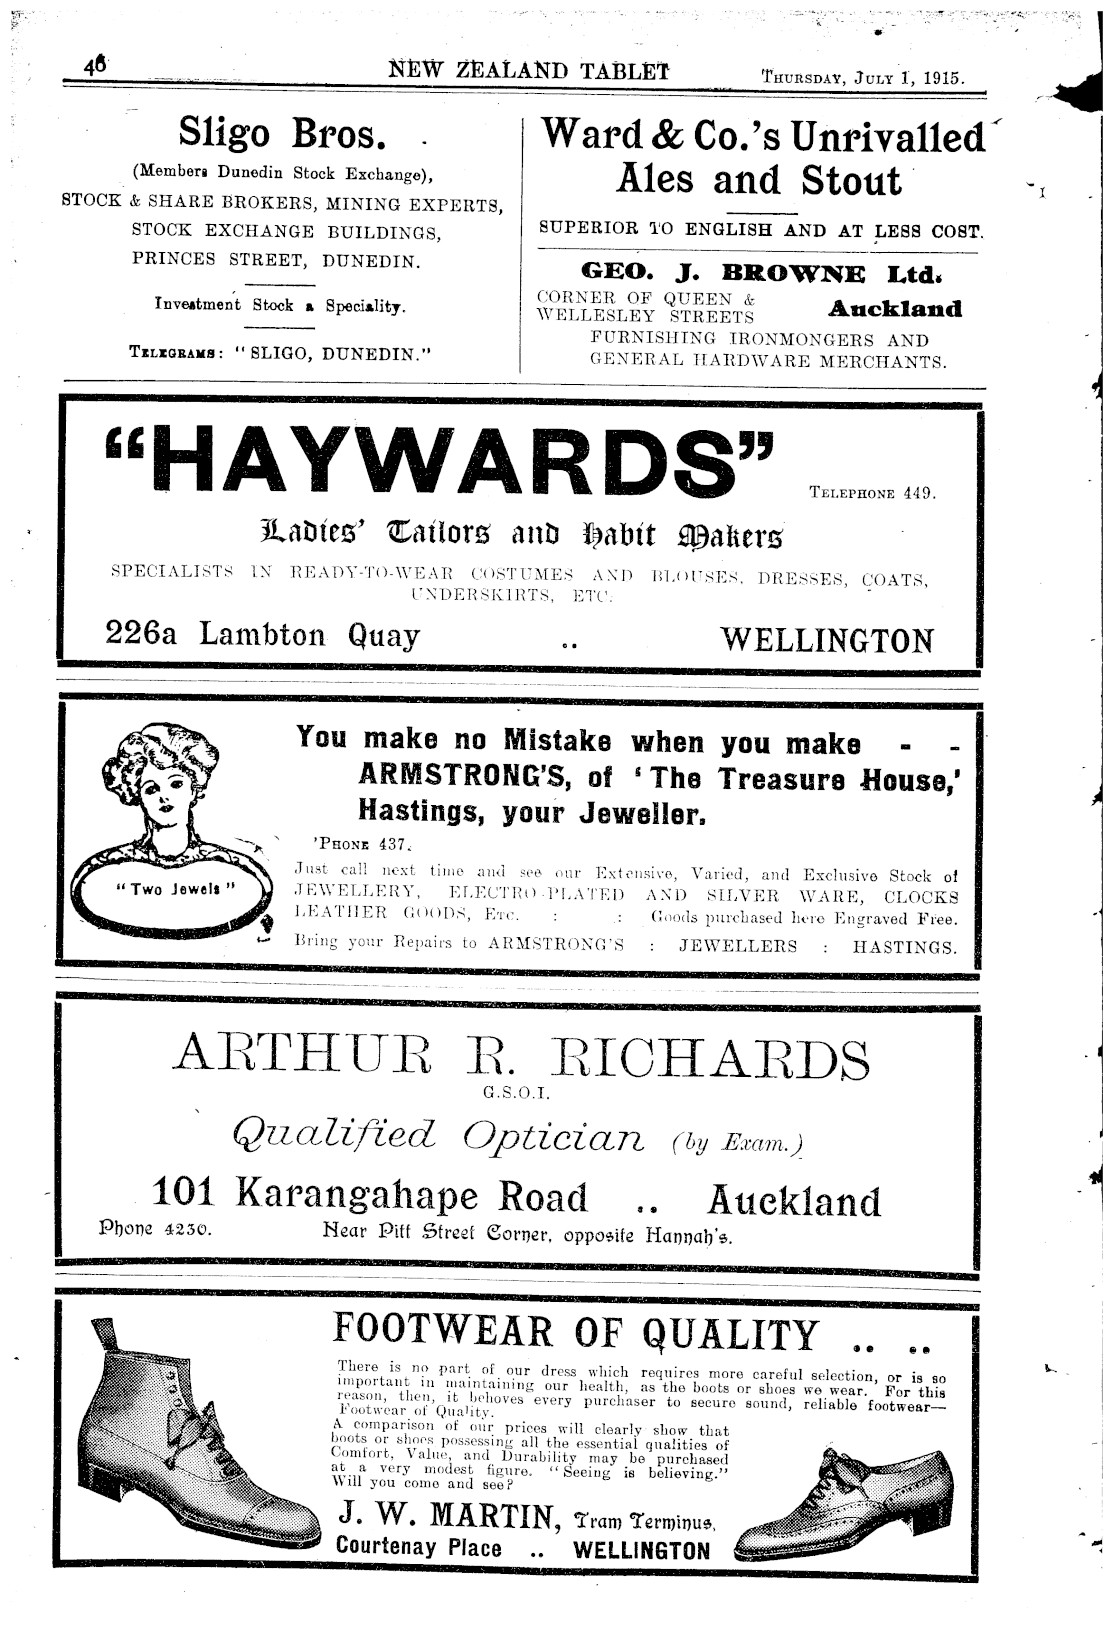 46 NEW ZEALAND TABLET THURSDAY, JULY 1, 1915.
Sligo Bros.
(Members Dunedin Stock Exchange),
STOCK & SHARE BROKERS, MINING EXPERTS,
STOCK EXCHANGE BUILDINGS,
PRINCES STREET, DUNEDIN.
Investment Stock a Speciality.
TELEGRAMS: "SLIGO, DUNEDIN."
Ward & Co.'s Unrivalled
Ales and Stout
SUPERIOR TO ENGLISH AND AT LESS COST.
GEO. J. BROWNE Ltd.
CORNER OF QUEEN &
WELLESLEY STREETS Auckland
FURNISHING IRONMONGERS AND
GENERAL HARDWARE MERCHANTS.
"HAYWARDS"
TELEPHONE 449.
Ladies' Tailors and Habit Makers
SPECIALISTS IN READY-TO-WEAR COSTUMES AND BLOUSES, DRESSES, COATS,
UNDERSKIRTS, ETC.
226a Lambton Quay .. WELLINGTON
You make no Mistake when you make - -
ARMSTRONG'S, of 'The Treasure House,'
Hastings, your Jeweller.
'PHONE 437.
"Two Jewels"
Just call next time and see our Extensive, Varied, and Exclusive Stock of
JEWELLERY, ELECTRO-PLATED AND SILVER WARE, CLOCKS
LEATHER GOODS, ETC. : : Goods purchased here Engraved Free.
Bring your Repairs to ARMSTRONG'S : JEWELLERS : HASTINGS.
ARTHUR R. RICHARDS
G.S.O.I.
Qualified Optician (by Exam.)
101 Karangahape Road .. Auckland
Phone 4230. Near Pitt Street Corner, opposite Hannah's.
FOOTWEAR OF QUALITY .. ..
There is no part of our dress which requires more careful selection, or is so
important in maintaining our health, as the boots or shoes we wear. For this
reason, then, it behoves every purchaser to secure sound, reliable footwear—
Footwear of Quality.
A comparison of our prices will clearly show that
boots or shoes possessing all the essential qualities of
Comfort, Value, and Durability may be purchased
at a very modest figure. "Seeing is believing."
Will you come and see?
J. W. MARTIN, Tram Terminus,
Courtenay Place .. WELLINGTON